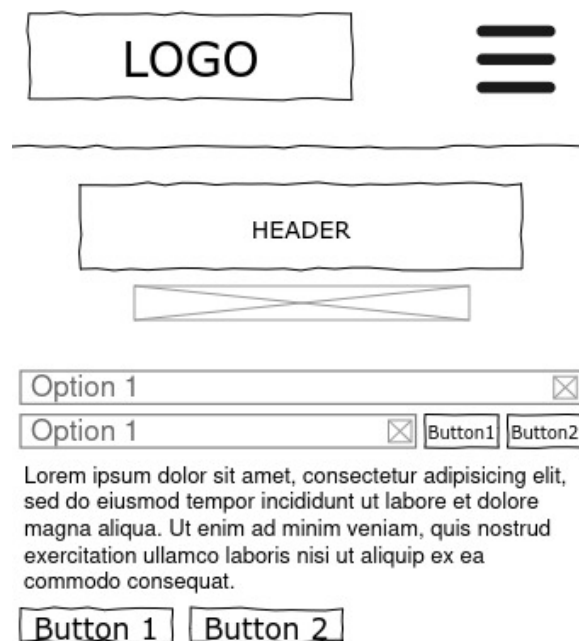 LOGO
HEADER
Option 1
Option 1
Button1
Button2
Lorem ipsum dolor sit amet, consectetur adipisicing elit,
sed do eiusmod tempor incididunt ut labore et dolore
magna aliqua. Ut enim ad minim veniam, quis nostrud
exercitation ullamco laboris nisi ut aliquip ex ea
commodo consequat.
Button 1
Button 2